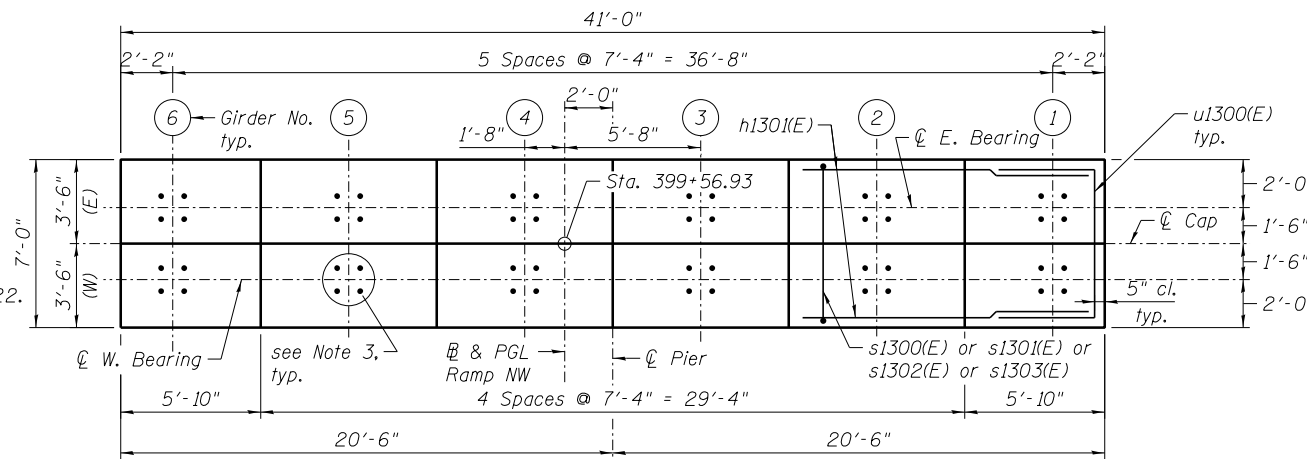 41'-0"
2'-2"
5 Spaces @ 7'-4" = 36'-8"
2'-2"
2'-0"
6
Girder No.
typ.
5
4
3
h1301(E)
2
1
u1300(E)
typ.
1'-8"
5'-8"
℄ E. Bearing
Sta. 399+56.93
7'-0"
3'-6"
(E)
3'-6"
(W)
2'-0
1'-6"
1'-6"
2'-0
℄ Cap
22.
5" cl.
typ.
℄ W. Bearing
see Note 3,
typ.
B & PGL
Ramp NW
℄ Pier
s1300(E) or s1301(E) or
s1302(E) or s1303(E)
5'-10"
4 Spaces @ 7'-4" = 29'-4"
5'-10"
20'-6"
20'-6"